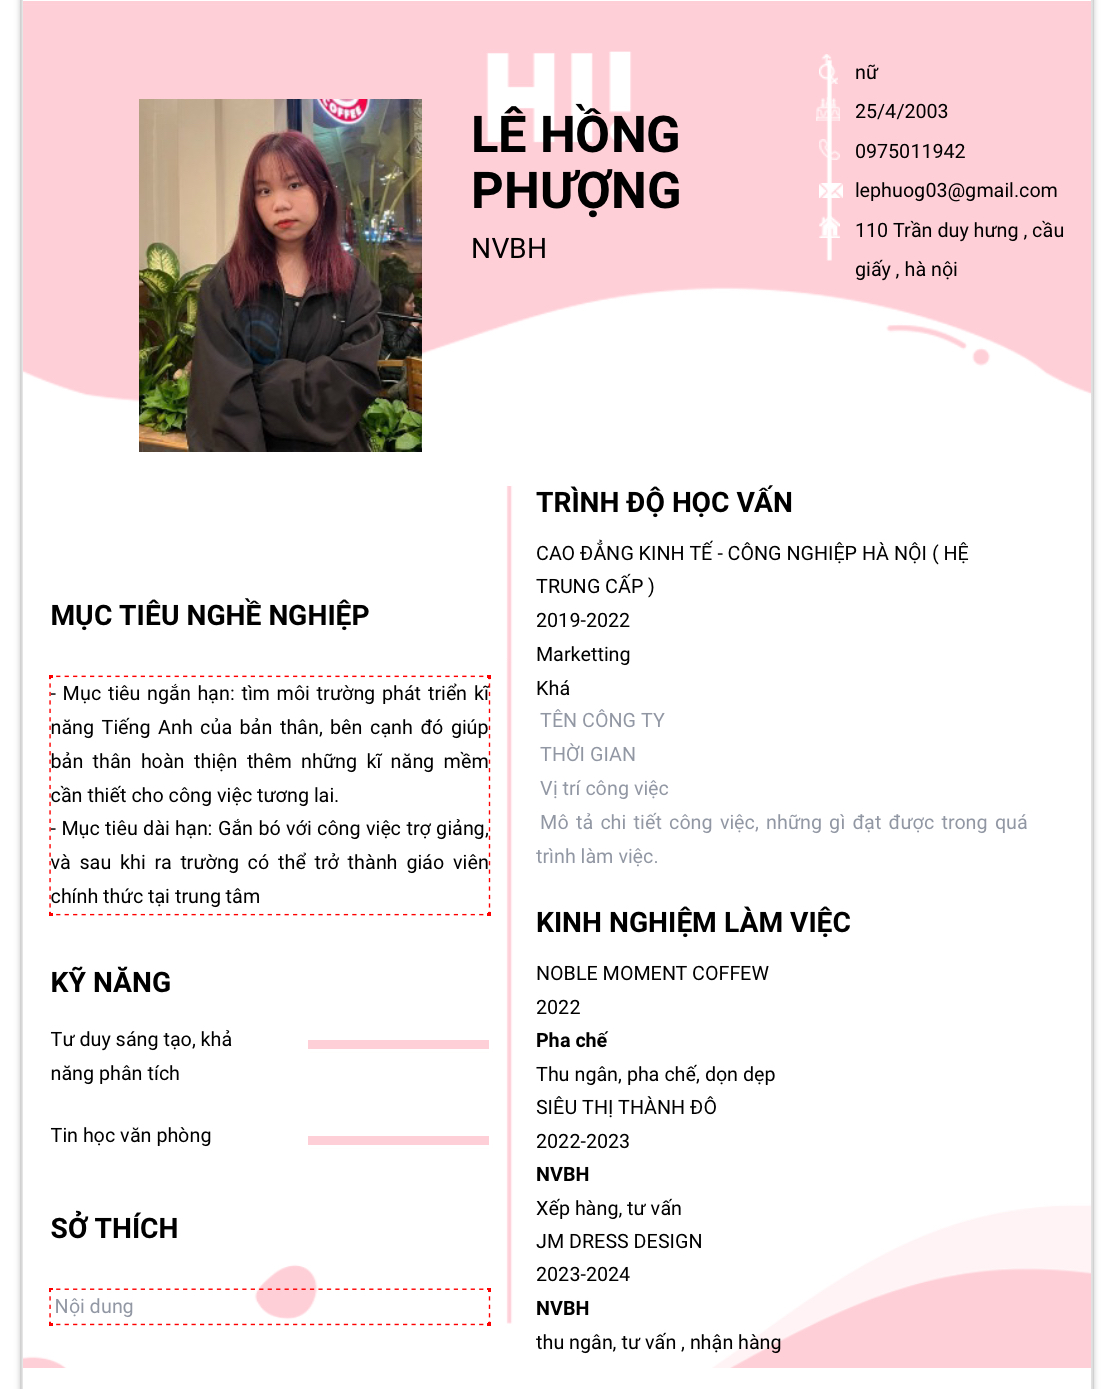 HU
LÊ HỒNG
PHƯỢNG
NVBH
nữ
25/4/2003
0975011942
lephuog03@gmail.com
110 Trần duy hưng , cầu
giấy , hà nội
COFFEE
MỤC TIÊU NGHỀ NGHIỆP
- Mục tiêu ngắn hạn: tìm môi trường phát triển kĩ
năng Tiếng Anh của bản thân, bên cạnh đó giúp
bản thân hoàn thiện thêm những kĩ năng mềm
cần thiết cho công việc tương lai.
- Mục tiêu dài hạn: Gắn bó với công việc trợ giảng,
và sau khi ra trường có thể trở thành giáo viên
chính thức tại trung tâm
KỸ NĂNG
Tư duy sáng tạo, khả
năng phân tích
Tin học văn phòng
SỞ THÍCH
Nội dung
TRÌNH ĐỘ HỌC VẤN
CAO ĐẲNG KINH TẾ - CÔNG NGHIỆP HÀ NỘI ( HỆ
TRUNG CẤP )
2019-2022
Marketting
Khá
TÊN CÔNG TY
THỜI GIAN
Vị trí công việc
Mô tả chi tiết công việc, những gì đạt được trong quá
trình làm việc.
KINH NGHIỆM LÀM VIỆC
NOBLE MOMENT COFFEW
2022
Pha chế
Thu ngân, pha chế, dọn dẹp
SIÊU THỊ THÀNH ĐÔ
2022-2023
NVBH
Xếp hàng, tư vấn
JM DRESS DESIGN
2023-2024
NVBH
thu ngân, tư vấn , nhận hàng